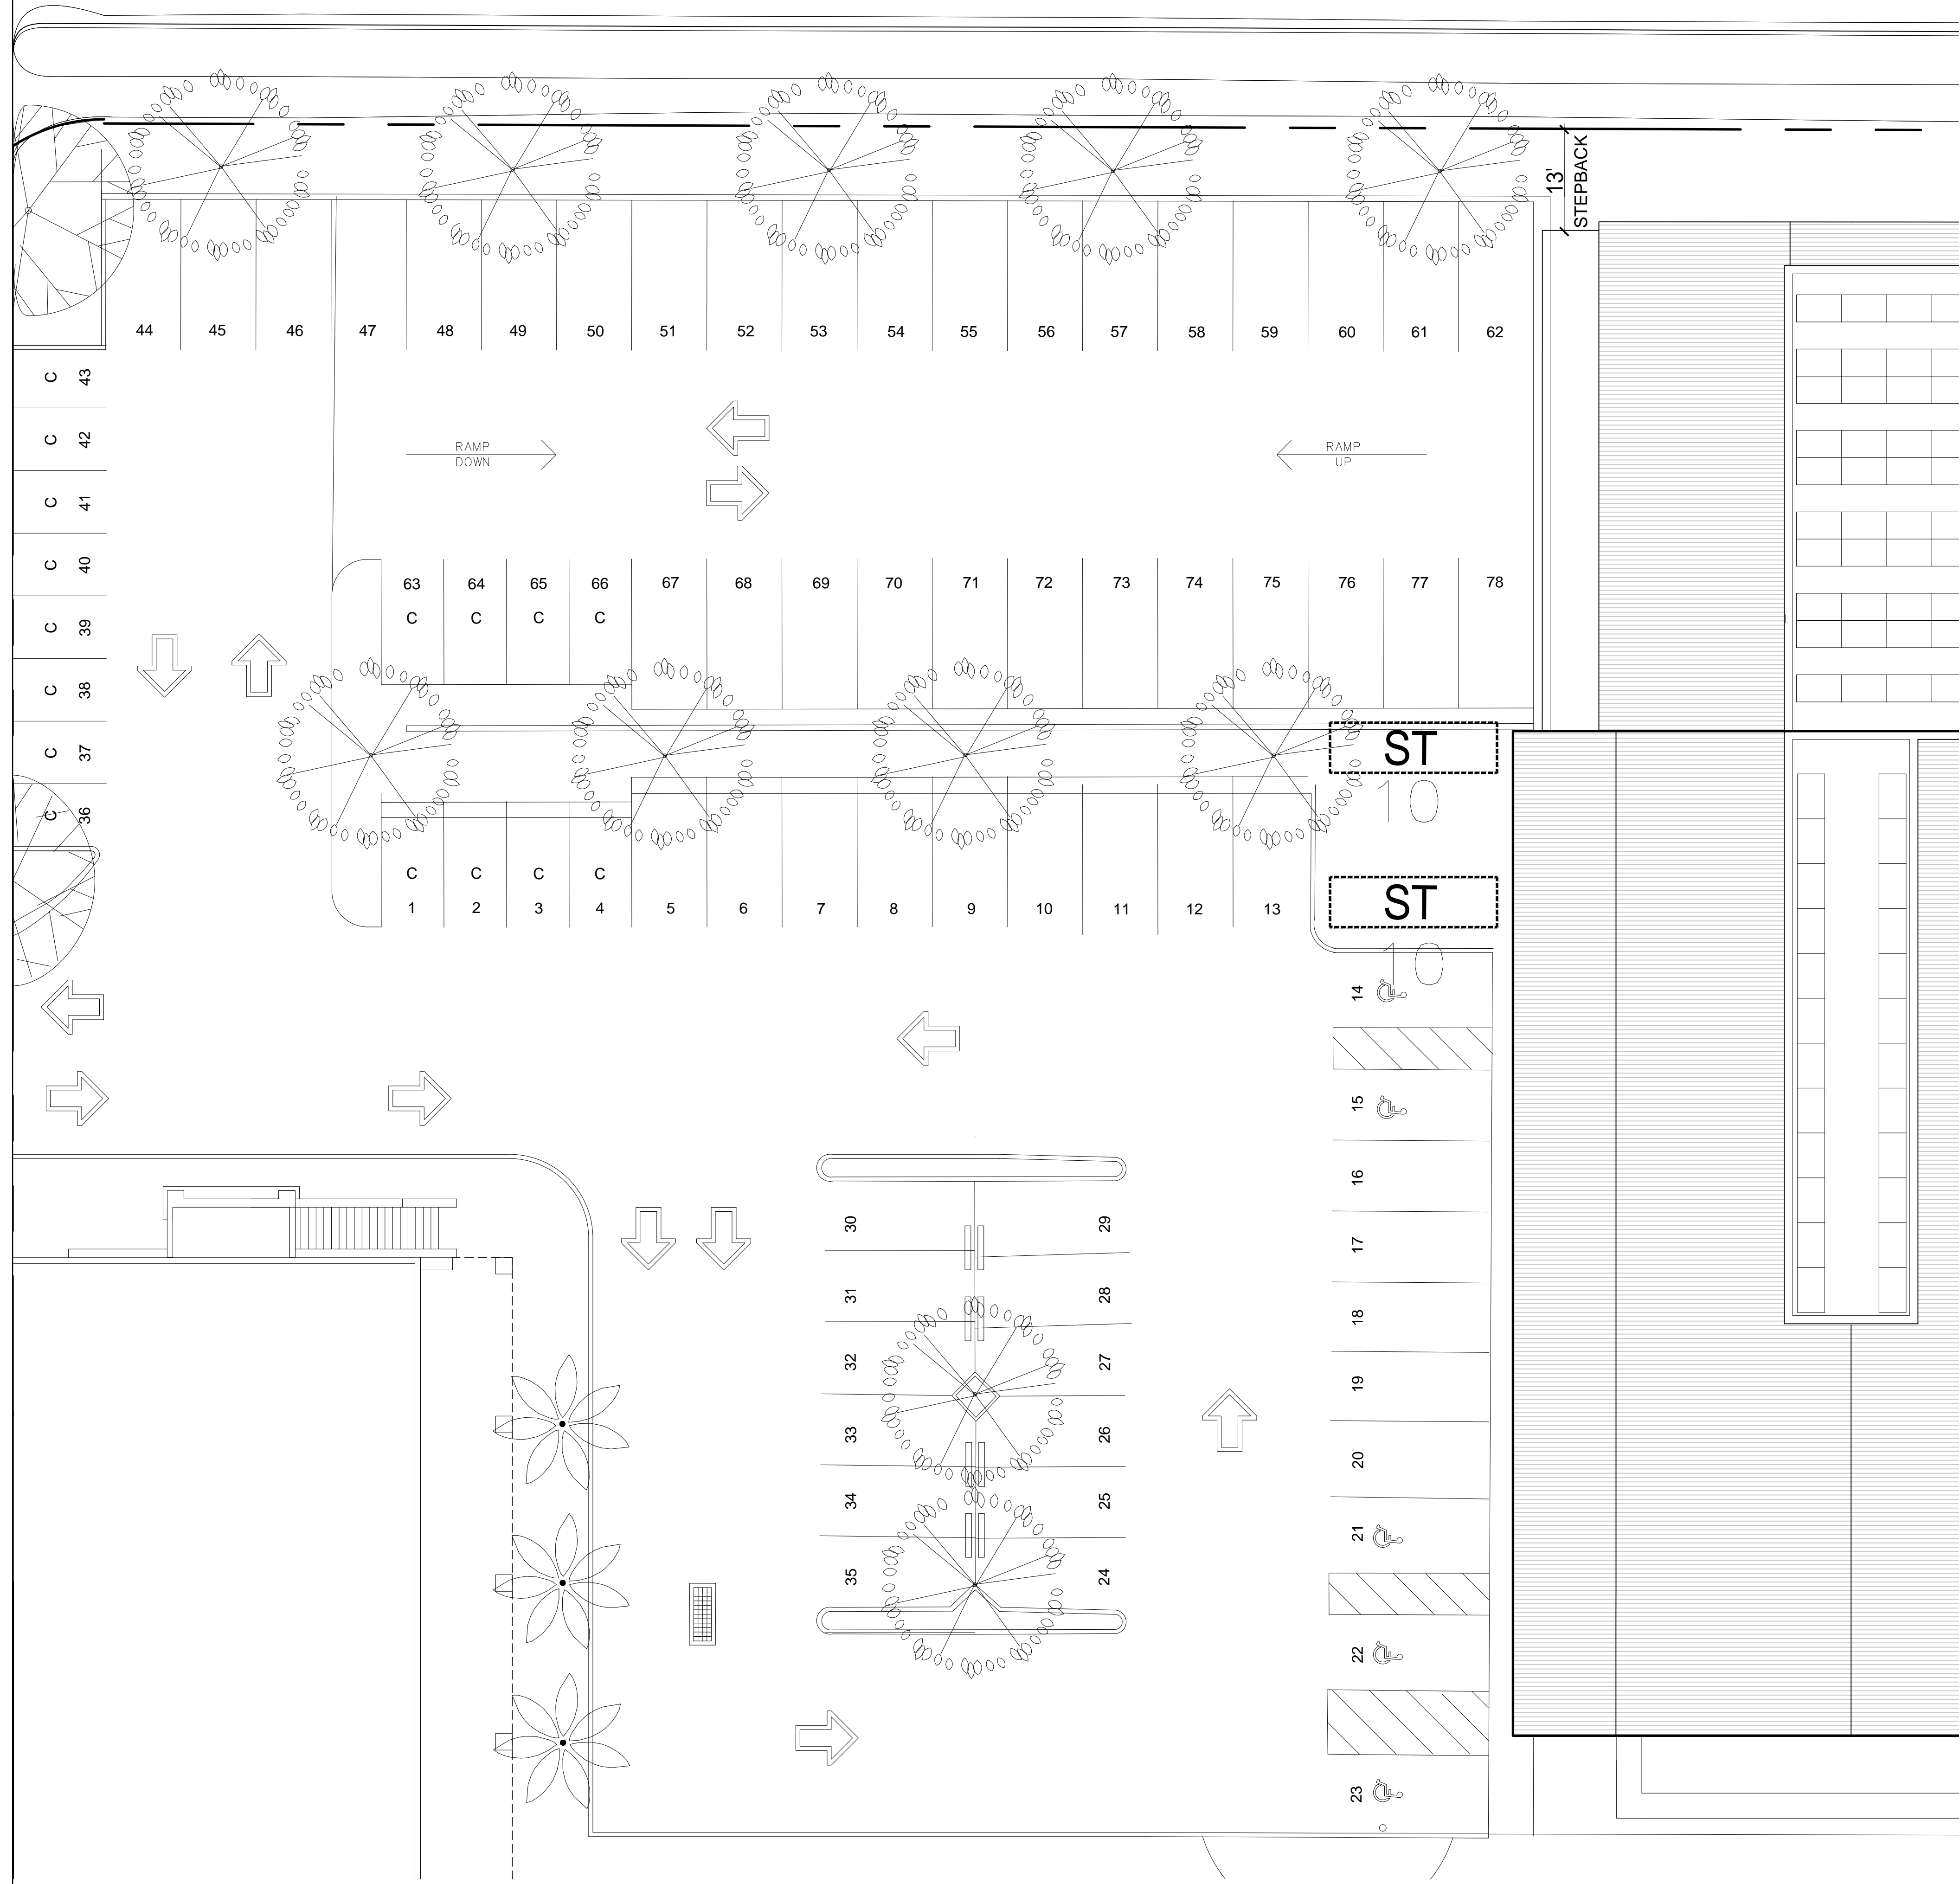 13'
STEPBACK
44 45 46 47 48 49 50 51 52 53 54 55 56 57 58 59 60 61 62
C 43
C 42
C 41
C 40
C 39
C 38
C 37
C 36
RAMP
DOWN
RAMP
UP
63 64 65 66 67 68 69 70 71 72 73 74 75 76 77 78
C C C C
ST
10
C C C C
1 2 3 4 5 6 7 8 9 10 11 12 13
ST
10
14
15
16
17
18
19
20
21
22
23
30 29
31 28
32 27
33 26
34 25
35 24